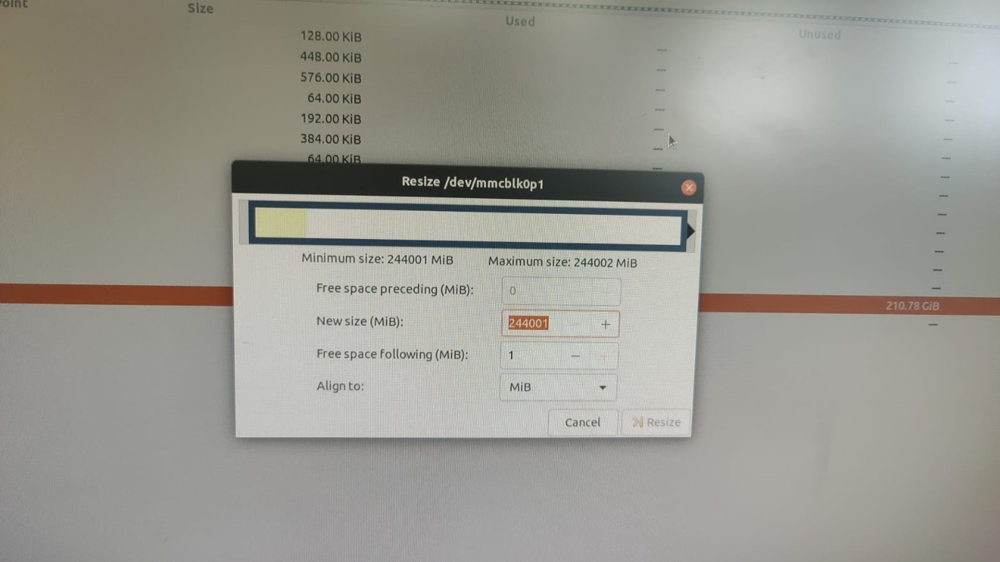 Point
Size
Used
Unused
128.00 KiB
448.00 KiB
576.00 KiB
64.00 KiB
192.00 KiB
384.00 KiB
64.00 KiB
Resize /dev/mmcblk0p1
Minimum size: 244001 MiB
Maximum size: 244002 MiB
Free space preceding (MiB):
0
210.78 GiB
New size (MiB):
244001
Free space following (MiB):
1
Align to:
MiB
Cancel
Resize